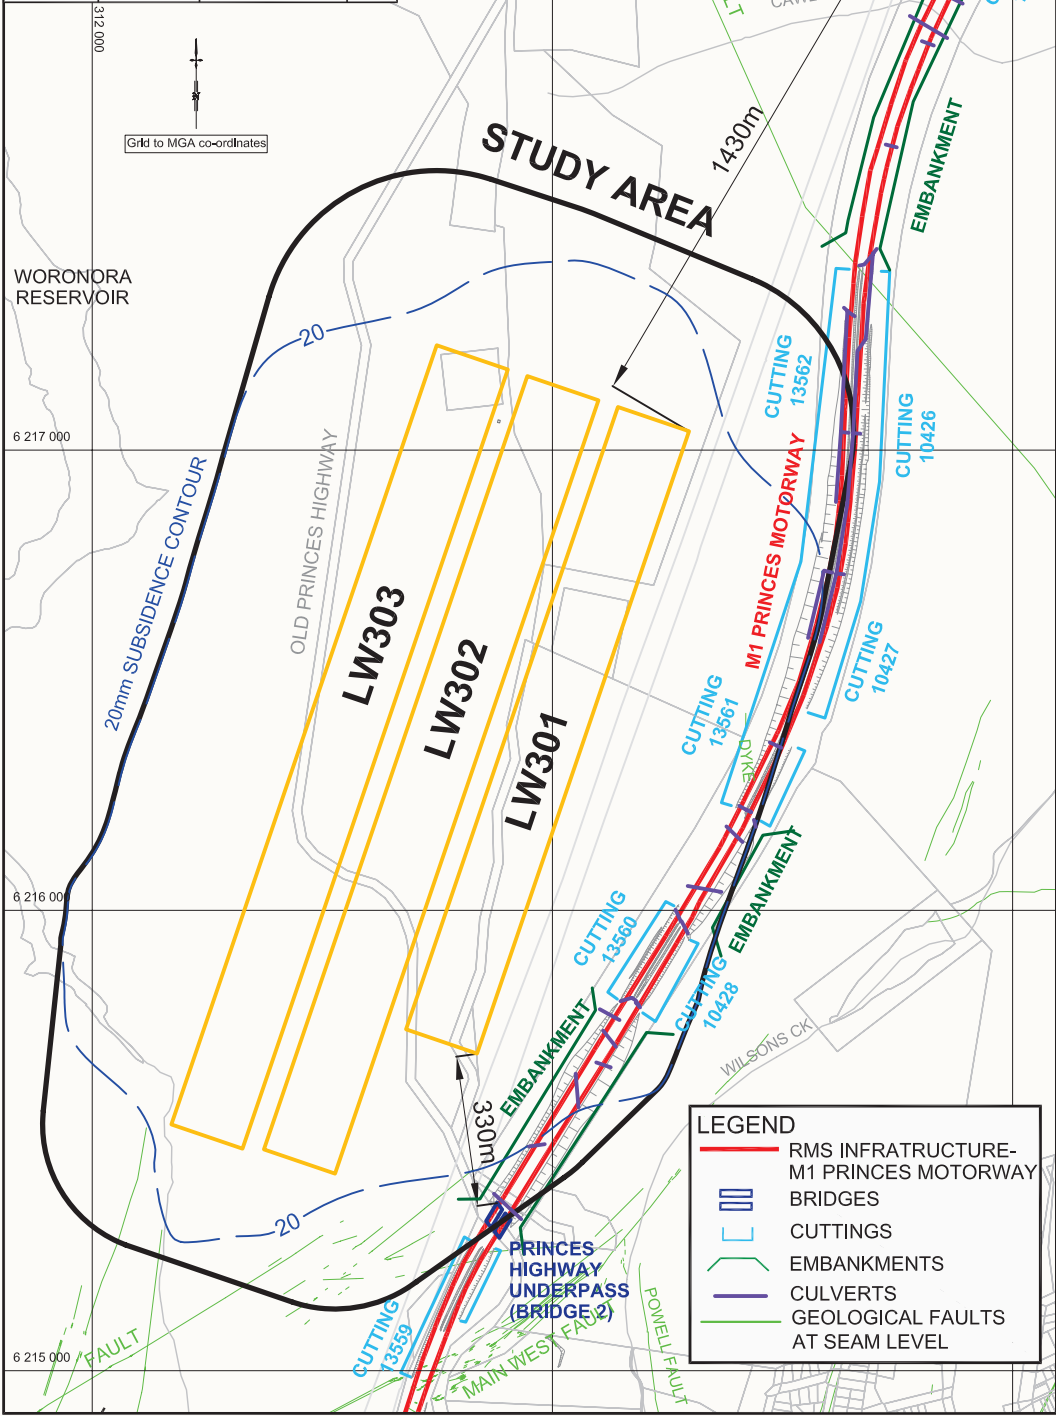 312 000
Grid to MGA co-ordinates
STUDY AREA
1430m
EMBANKMENT
WORONORA
RESERVOIR
20
CUTTING
13562
CUTTING
10426
6 217 000
OLD PRINCES HIGHWAY
M1 PRINCES MOTORWAY
20mm SUBSIDENCE CONTOUR
LW303
LW302
LW301
CUTTING
10427
CUTTING
13561
DYKE
6 216 000
EMBANKMENT
CUTTING
13560
CUTTING
10428
EMBANKMENT
WILSONS CK
330m
20
PRINCES
HIGHWAY
UNDERPASS
(BRIDGE 2)
CUTTING
13559
FAULT
MAIN WEST FAULT
POWELL FAULT
6 215 000
LEGEND
RMS INFRATRUCTURE-
M1 PRINCES MOTORWAY
BRIDGES
CUTTINGS
EMBANKMENTS
CULVERTS
GEOLOGICAL FAULTS
AT SEAM LEVEL